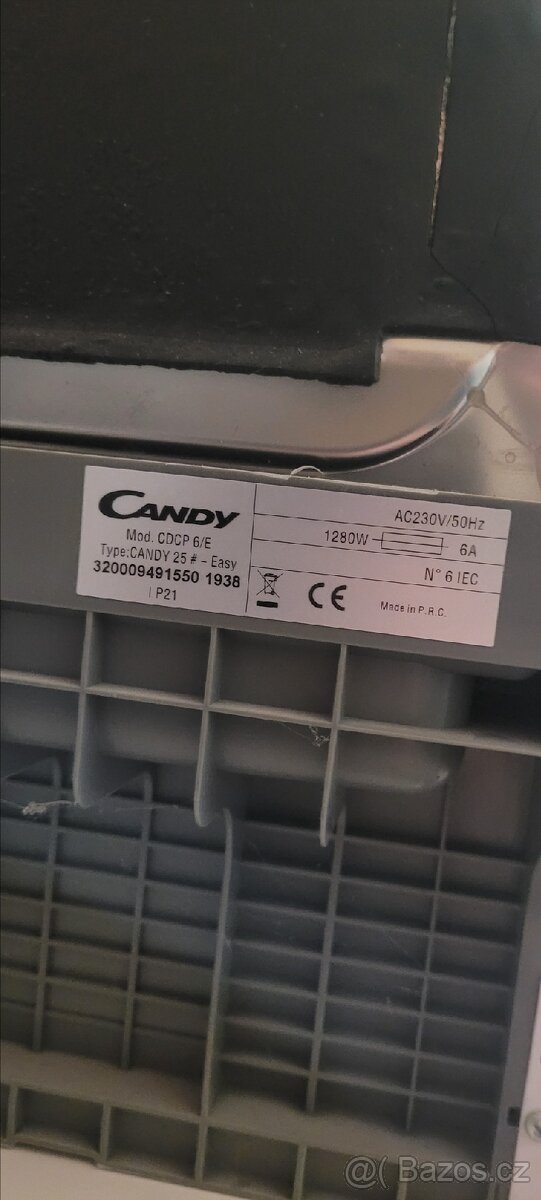 CANDY
Mod. CDCP 6/E
Type:CANDY 25 # - Easy
320009491550 1938
IP21
AC230V/50Hz
1280W 6A
N° 6 IEC
CE
Made in P.R.C.
@( Bazos.cz